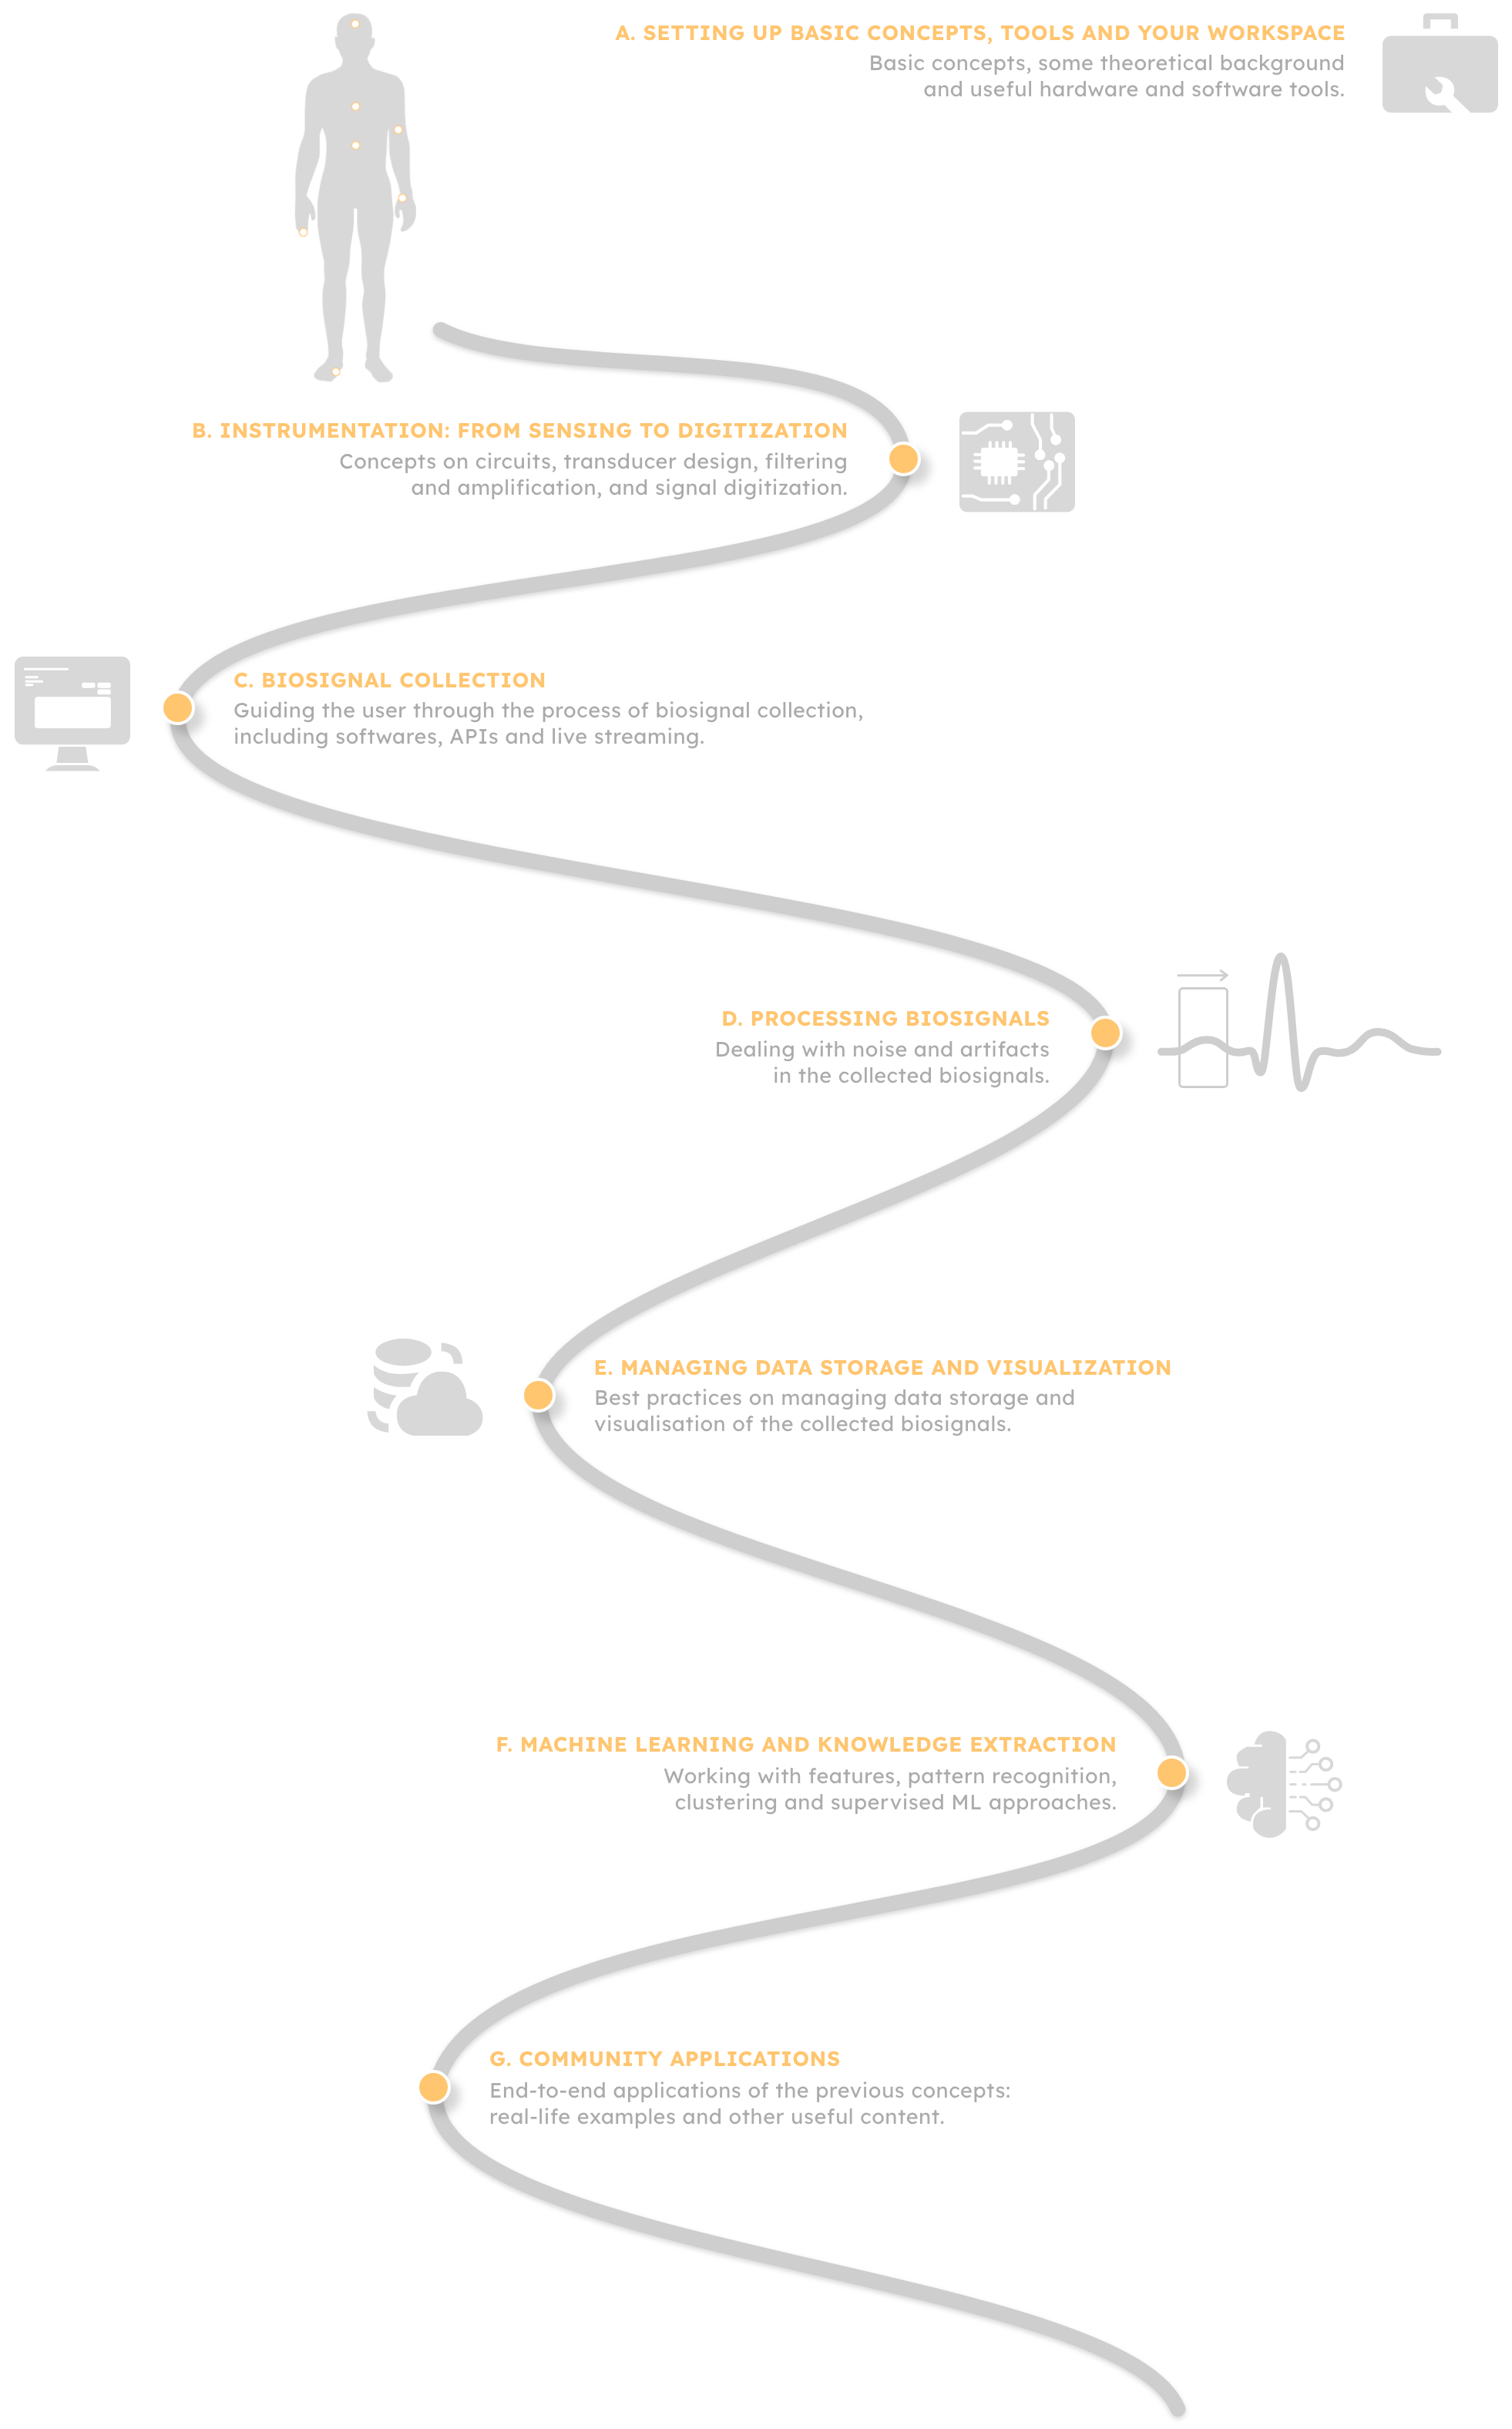 A. SETTING UP BASIC CONCEPTS, TOOLS AND YOUR WORKSPACE
Basic concepts, some theoretical background
and useful hardware and software tools.
B. INSTRUMENTATION: FROM SENSING TO DIGITIZATION
Concepts on circuits, transducer design, filtering
and amplification, and signal digitization.
C. BIOSIGNAL COLLECTION
Guiding the user through the process of biosignal collection,
including softwares, APIs and live streaming.
D. PROCESSING BIOSIGNALS
Dealing with noise and artifacts
in the collected biosignals.
E. MANAGING DATA STORAGE AND VISUALIZATION
Best practices on managing data storage and
visualisation of the collected biosignals.
F. MACHINE LEARNING AND KNOWLEDGE EXTRACTION
Working with features, pattern recognition,
clustering and supervised ML approaches.
G. COMMUNITY APPLICATIONS
End-to-end applications of the previous concepts:
real-life examples and other useful content.